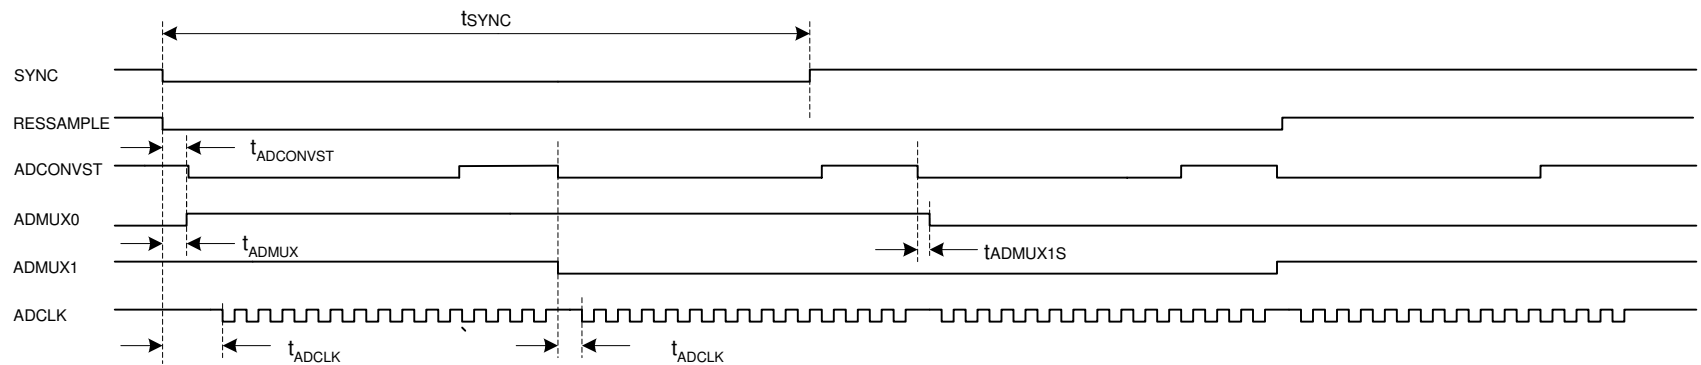 tSYNC
SYNC
RESSAMPLE
tADCONVST
ADCONVST
ADMUX0
tADMUX
tADMUX1S
ADMUX1
ADCLK
tADCLK
tADCLK